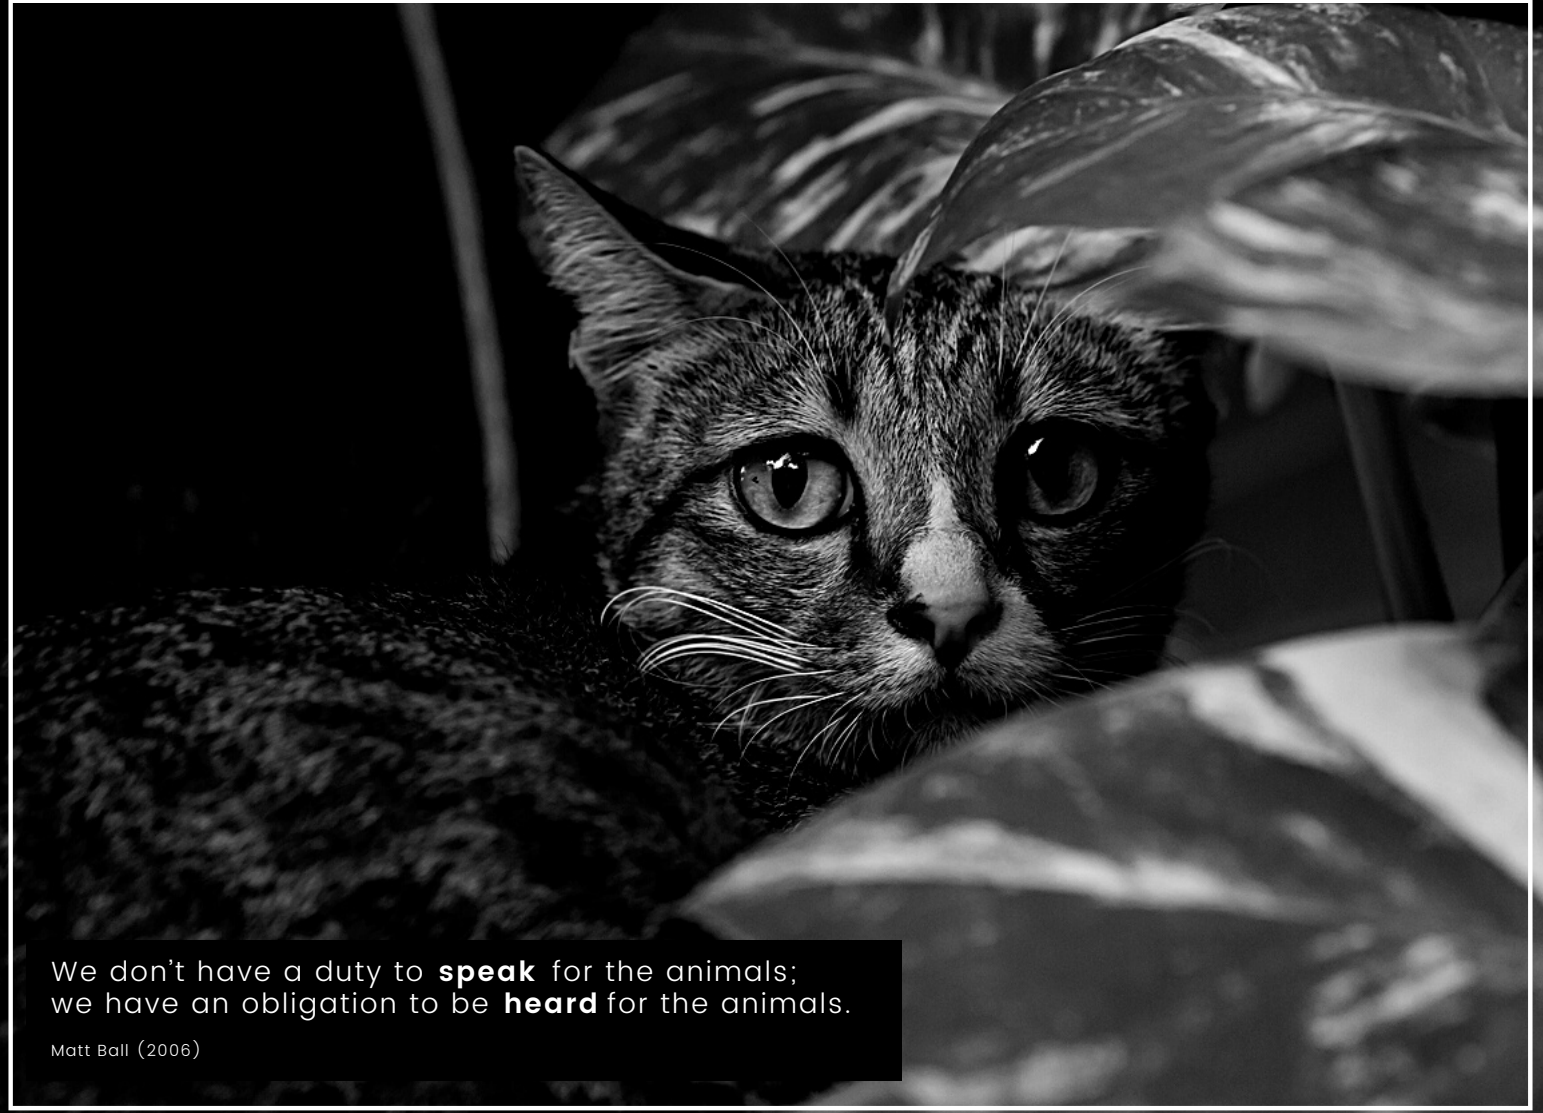 We don’t have a duty to speak for the animals;
we have an obligation to be heard for the animals.
Matt Ball (2006)